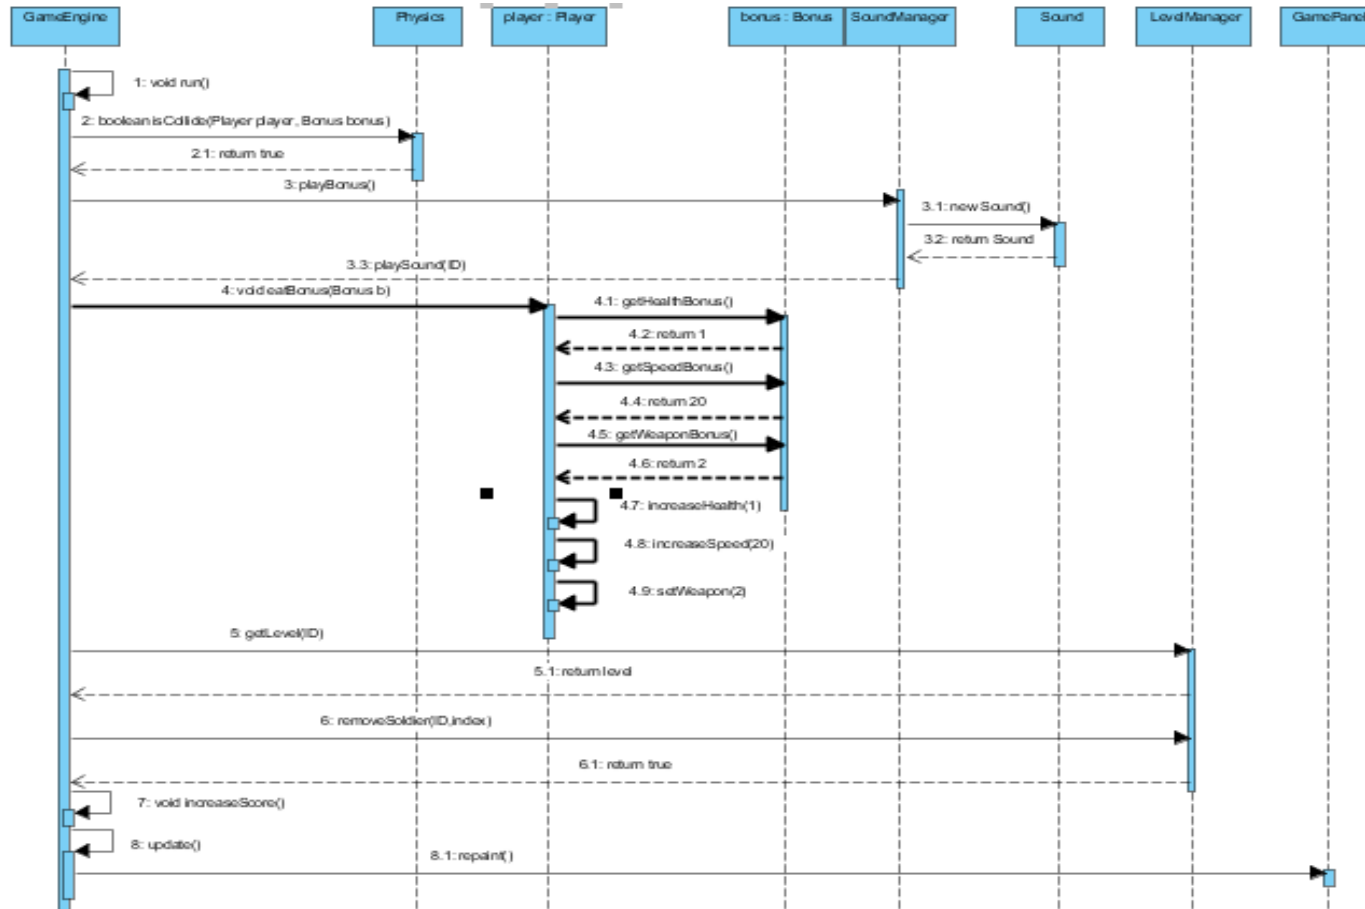 GameEngine
Physics
player : Player
bonus : Bonus
SoundManager
Sound
LevelManager
GamePanel
1: void run()
2: boolean isCollide(Player player, Bonus bonus)
2.1: return true
3: playBonus()
3.1: new Sound()
3.2: return Sound
3.3: playSound(ID)
4: void eatBonus(Bonus b)
4.1: getHealthBonus()
4.2: return 1
4.3: getSpeedBonus()
4.4: return 20
4.5: getWeaponBonus()
4.6: return 2
4.7: increaseHealth(1)
4.8: increaseSpeed(20)
4.9: setWeapon(2)
5: getLevel(ID)
5.1: return level
6: removeSoldier(ID,index)
6.1: return true
7: void increaseScore()
8: update()
8.1: repaint()